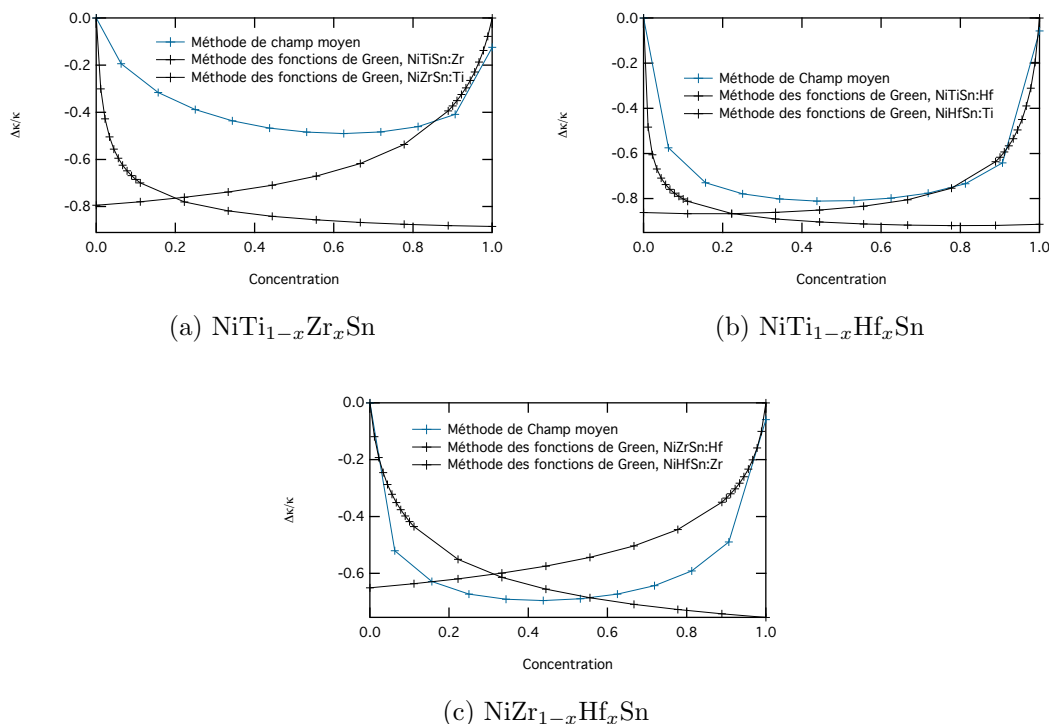 0.0
-0.2
-0.4
-0.6
-0.8
Δκ/κ
Méthode de champ moyen
Méthode des fonctions de Green, NiTiSn:Zr
Méthode des fonctions de Green, NiZrSn:Ti
0.0 0.2 0.4 0.6 0.8 1.0
Concentration
(a) NiTi₁₋ₓZrₓSn
0.0
-0.2
-0.4
-0.6
-0.8
Δκ/κ
Méthode de Champ moyen
Méthode des fonctions de Green, NiTiSn:Hf
Méthode des fonctions de Green, NiHfSn:Ti
0.0 0.2 0.4 0.6 0.8 1.0
Concentration
(b) NiTi₁₋ₓHfₓSn
0.0
-0.2
-0.4
-0.6
Δκ/κ
Méthode de Champ moyen
Méthode des fonctions de Green, NiZrSn:Hf
Méthode des fonctions de Green, NiHfSn:Zr
0.0 0.2 0.4 0.6 0.8 1.0
Concentration
(c) NiZr₁₋ₓHfₓSn